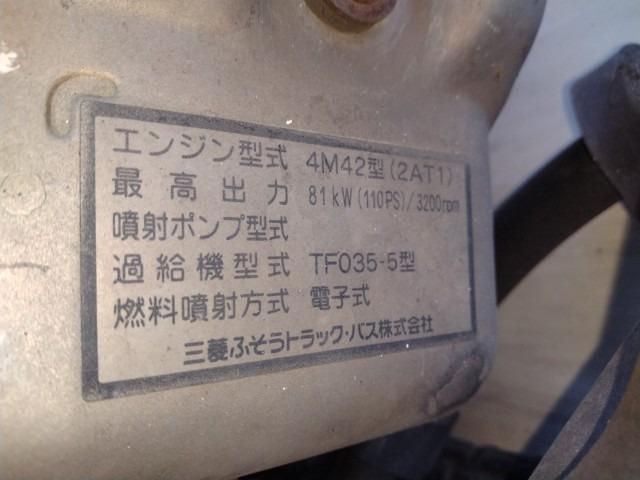 エンジン型式 4M42型(2AT1)
最高出力 81kW(110PS)/3200rpm
噴射ポンプ型式
過給機型式 TF035-5型
燃料噴射方式 電子式
三菱ふそうトラック・バス株式会社